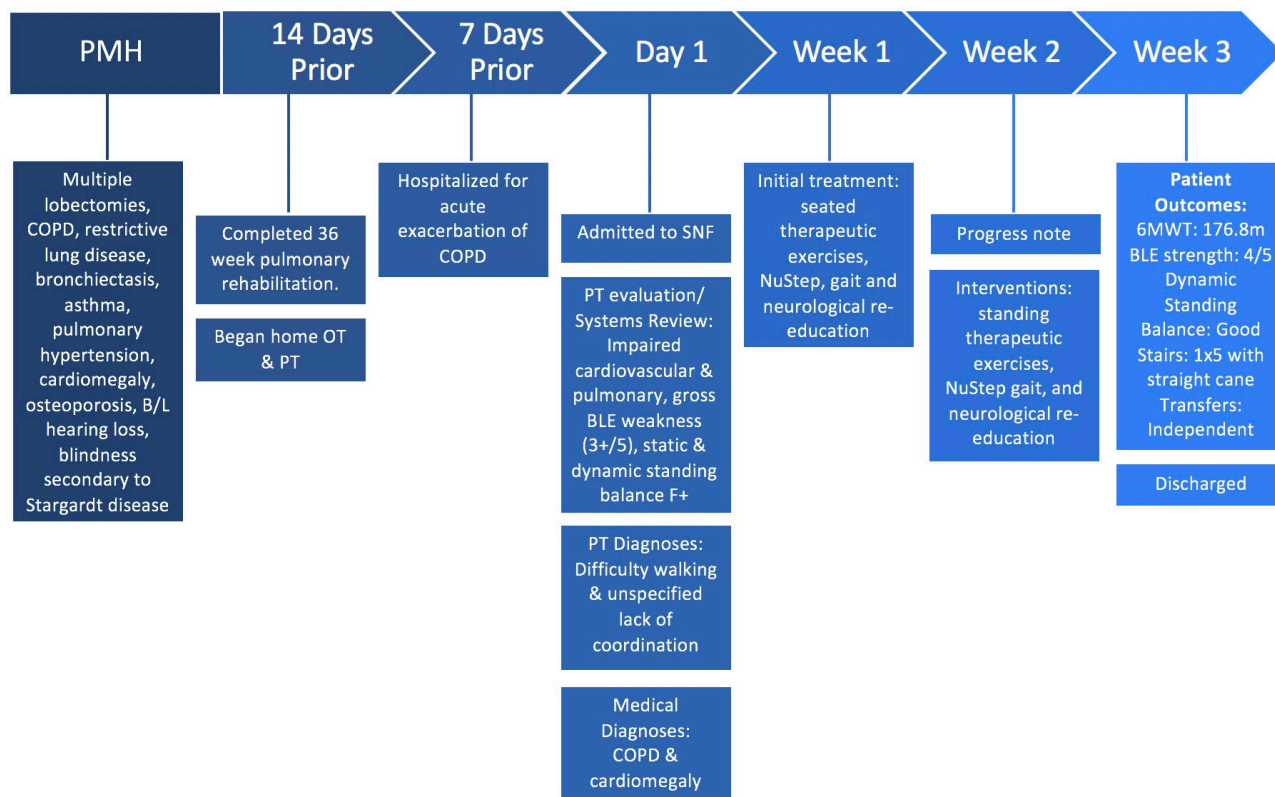 PMH
14 Days
Prior
7 Days
Prior
Day 1
Week 1
Week 2
Week 3
Multiple
lobectomies,
COPD, restrictive
lung disease,
bronchiectasis,
asthma,
pulmonary
hypertension,
cardiomegaly,
osteoporosis, B/L
hearing loss,
blindness
secondary to
Stargardt disease
Completed 36
week pulmonary
rehabilitation.
Began home OT
& PT
Hospitalized for
acute
exacerbation of
COPD
Admitted to SNF
PT evaluation/
Systems Review:
Impaired
cardiovascular &
pulmonary, gross
BLE weakness
(3+/5), static &
dynamic standing
balance F+
PT Diagnoses:
Difficulty walking
& unspecified
lack of
coordination
Medical
Diagnoses:
COPD &
cardiomegaly
Initial treatment:
seated
therapeutic
exercises,
NuStep, gait and
neurological re-
education
Progress note
Interventions:
standing
therapeutic
exercises,
NuStep gait, and
neurological re-
education
Patient
Outcomes:
6MWT: 176.8m
BLE strength: 4/5
Dynamic
Standing
Balance: Good
Stairs: 1x5 with
straight cane
Transfers:
Independent
Discharged